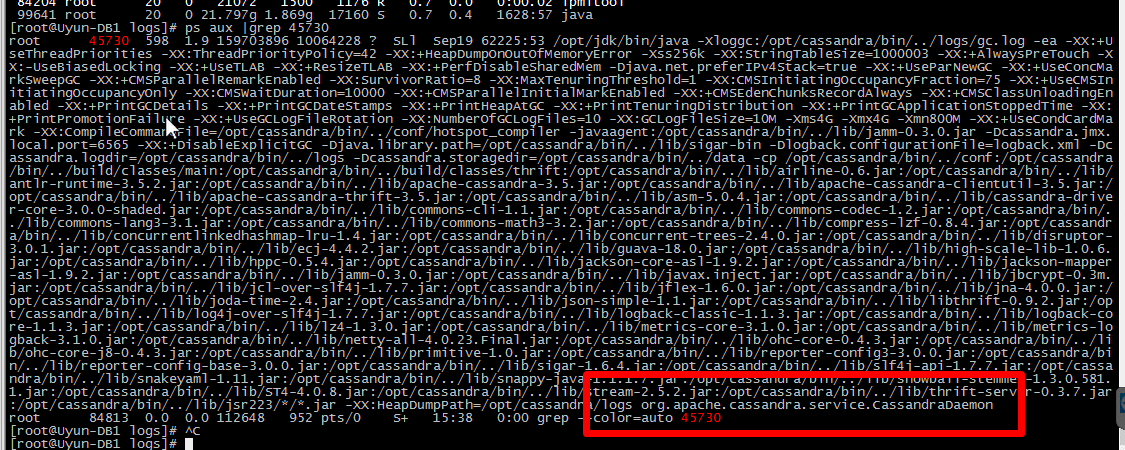 84204 root 20 0 21072 1500 1176 R 0.7 0.0 0:00.02 ipmitool
99641 root 20 0 21.797g 1.869g 17160 S 0.7 0.4 1628:57 java
[root@Uyun-DB1 logs]# ps aux |grep 45730
root 45730 598 1.9 159703896 10064228 ? SLl Sep19 62225:53 /opt/jdk/bin/java -Xloggc:/opt/cassandra/bin/../logs/gc.log -ea -XX:+U
seThreadPriorities -XX:ThreadPriorityPolicy=42 -XX:+HeapDumpOnOutOfMemoryError -Xss256k -XX:StringTableSize=1000003 -XX:+AlwaysPreTouch -X
X:-UseBiasedLocking -XX:+UseTLAB -XX:+ResizeTLAB -XX:+PerfDisableSharedMem -Djava.net.preferIPv4Stack=true -XX:+UseParNewGC -XX:+UseConcMa
rkSweepGC -XX:+CMSParallelRemarkEnabled -XX:SurvivorRatio=8 -XX:MaxTenuringThreshold=1 -XX:CMSInitiatingOccupancyFraction=75 -XX:+UseCMSIn
itiatingOccupancyOnly -XX:CMSWaitDuration=10000 -XX:+CMSParallelInitialMarkEnabled -XX:+CMSEdenChunksRecordAlways -XX:+CMSClassUnloadingEn
abled -XX:+PrintGCDetails -XX:+PrintGCDateStamps -XX:+PrintHeapAtGC -XX:+PrintTenuringDistribution -XX:+PrintGCApplicationStoppedTime -XX:
+PrintPromotionFailure -XX:+UseGCLogFileRotation -XX:NumberOfGCLogFiles=10 -XX:GCLogFileSize=10M -Xms4G -Xmx4G -Xmn800M -XX:+UseCondCardMa
rk -XX:CompileCommandFile=/opt/cassandra/bin/../conf/hotspot_compiler -javaagent:/opt/cassandra/bin/../lib/jamm-0.3.0.jar -Dcassandra.jmx.
local.port=6565 -XX:+DisableExplicitGC -Djava.library.path=/opt/cassandra/bin/../lib/sigar-bin -Dlogback.configurationFile=logback.xml -Dc
assandra.logdir=/opt/cassandra/bin/../logs -Dcassandra.storagedir=/opt/cassandra/bin/../data -cp /opt/cassandra/bin/../conf:/opt/cassandra
/bin/../build/classes/main:/opt/cassandra/bin/../build/classes/thrift:/opt/cassandra/bin/../lib/airline-0.6.jar:/opt/cassandra/bin/../lib/
antlr-runtime-3.5.2.jar:/opt/cassandra/bin/../lib/apache-cassandra-3.5.jar:/opt/cassandra/bin/../lib/apache-cassandra-clientutil-3.5.jar:/
opt/cassandra/bin/../lib/apache-cassandra-thrift-3.5.jar:/opt/cassandra/bin/../lib/asm-5.0.4.jar:/opt/cassandra/bin/../lib/cassandra-drive
r-core-3.0.0-shaded.jar:/opt/cassandra/bin/../lib/commons-cli-1.1.jar:/opt/cassandra/bin/../lib/commons-codec-1.2.jar:/opt/cassandra/bin/.
./lib/commons-lang3-3.1.jar:/opt/cassandra/bin/../lib/commons-math3-3.2.jar:/opt/cassandra/bin/../lib/compress-lzf-0.8.4.jar:/opt/cassandr
a/bin/../lib/concurrentlinkedhashmap-lru-1.4.jar:/opt/cassandra/bin/../lib/concurrent-trees-2.4.0.jar:/opt/cassandra/bin/../lib/disruptor-
3.0.1.jar:/opt/cassandra/bin/../lib/ecj-4.4.2.jar:/opt/cassandra/bin/../lib/guava-18.0.jar:/opt/cassandra/bin/../lib/high-scale-lib-1.0.6.
jar:/opt/cassandra/bin/../lib/hppc-0.5.4.jar:/opt/cassandra/bin/../lib/jackson-core-asl-1.9.2.jar:/opt/cassandra/bin/../lib/jackson-mapper
-asl-1.9.2.jar:/opt/cassandra/bin/../lib/jamm-0.3.0.jar:/opt/cassandra/bin/../lib/javax.inject.jar:/opt/cassandra/bin/../lib/jbcrypt-0.3m.
jar:/opt/cassandra/bin/../lib/jcl-over-slf4j-1.7.7.jar:/opt/cassandra/bin/../lib/jflex-1.6.0.jar:/opt/cassandra/bin/../lib/jna-4.0.0.jar:/
opt/cassandra/bin/../lib/joda-time-2.4.jar:/opt/cassandra/bin/../lib/json-simple-1.1.jar:/opt/cassandra/bin/../lib/libthrift-0.9.2.jar:/op
t/cassandra/bin/../lib/log4j-over-slf4j-1.7.7.jar:/opt/cassandra/bin/../lib/logback-classic-1.1.3.jar:/opt/cassandra/bin/../lib/logback-co
re-1.1.3.jar:/opt/cassandra/bin/../lib/lz4-1.3.0.jar:/opt/cassandra/bin/../lib/metrics-core-3.1.0.jar:/opt/cassandra/bin/../lib/metrics-lo
gback-3.1.0.jar:/opt/cassandra/bin/../lib/netty-all-4.0.23.Final.jar:/opt/cassandra/bin/../lib/ohc-core-0.4.3.jar:/opt/cassandra/bin/../li
b/ohc-core-j8-0.4.3.jar:/opt/cassandra/bin/../lib/primitive-1.0.jar:/opt/cassandra/bin/../lib/reporter-config3-3.0.0.jar:/opt/cassandra/bi
n/../lib/reporter-config-base-3.0.0.jar:/opt/cassandra/bin/../lib/sigar-1.6.4.jar:/opt/cassandra/bin/../lib/slf4j-api-1.7.7.jar:/opt/cassa
ndra/bin/../lib/snakeyaml-1.11.jar:/opt/cassandra/bin/../lib/snappy-java-1.1.1.7.jar:/opt/cassandra/bin/../lib/snowball-stemmer-1.3.0.581.
1.jar:/opt/cassandra/bin/../lib/ST4-4.0.8.jar:/opt/cassandra/bin/../lib/stream-2.5.2.jar:/opt/cassandra/bin/../lib/thrift-server-0.3.7.jar
:/opt/cassandra/bin/../lib/jsr223/*/*.jar -XX:HeapDumpPath=/opt/cassandra/logs org.apache.cassandra.service.CassandraDaemon
root 84813 0.0 0.0 112648 952 pts/0 S+ 15:38 0:00 grep --color=auto 45730
[root@Uyun-DB1 logs]# ^C
[root@Uyun-DB1 logs]#